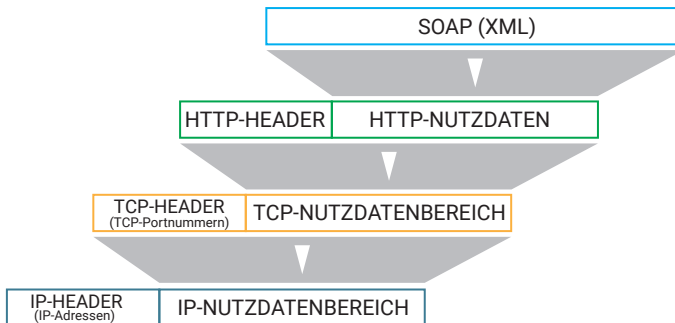 SOAP (XML)
HTTP-HEADER
HTTP-NUTZDATEN
TCP-HEADER
(TCP-Portnummern)
TCP-NUTZDATENBEREICH
IP-HEADER
(IP-Adressen)
IP-NUTZDATENBEREICH